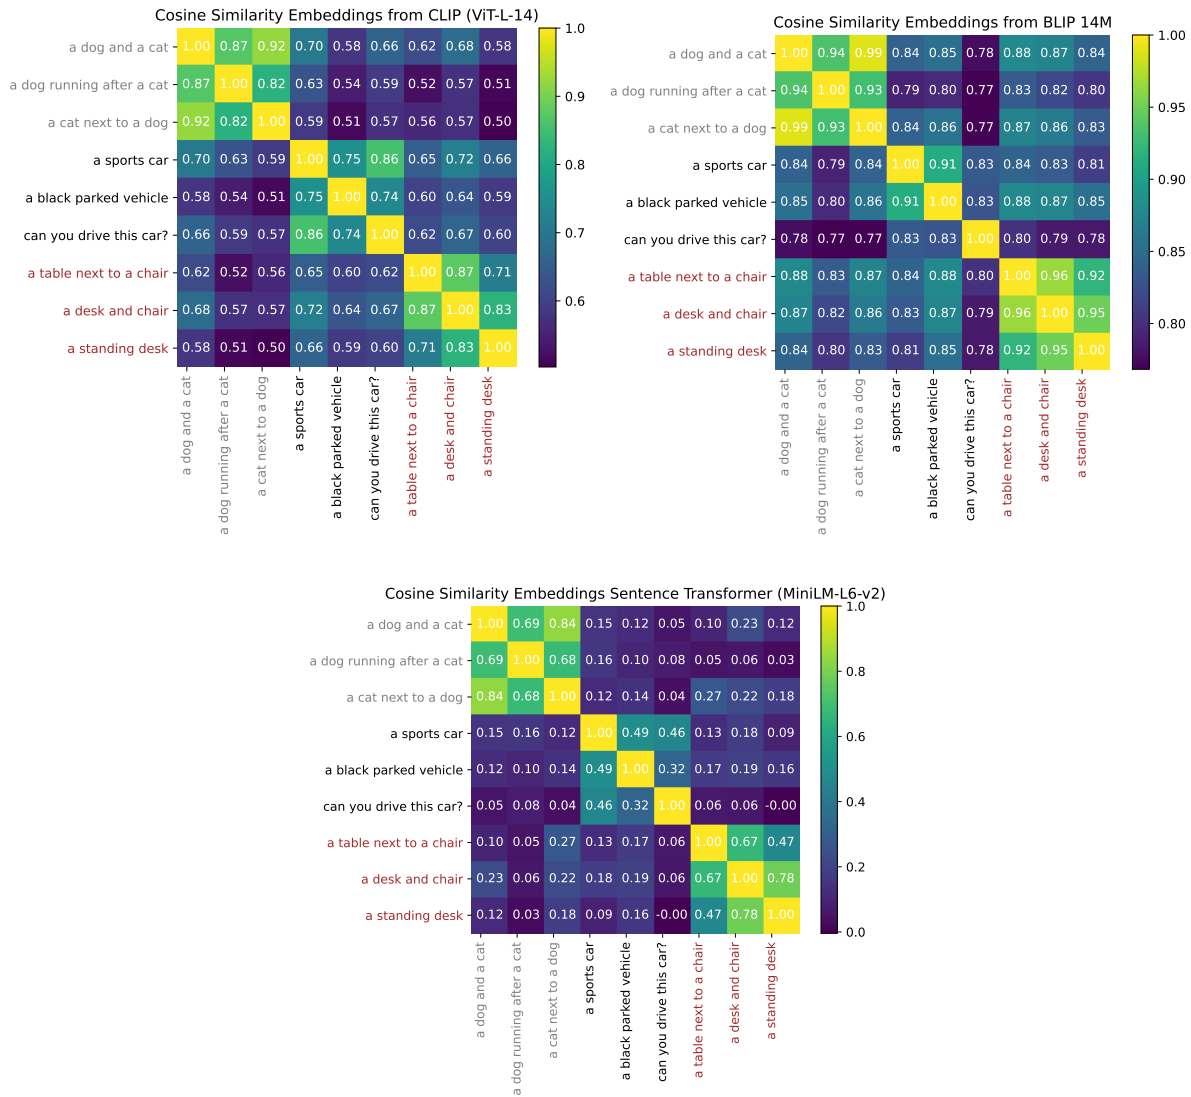 Cosine Similarity Embeddings from CLIP (ViT-L-14)
a dog and a cat 1.00 0.87 0.92 0.70 0.58 0.66 0.62 0.68 0.58
a dog running after a cat 0.87 1.00 0.82 0.63 0.54 0.59 0.52 0.57 0.51
a cat next to a dog 0.92 0.82 1.00 0.59 0.51 0.57 0.56 0.57 0.50
a sports car 0.70 0.63 0.59 1.00 0.75 0.86 0.65 0.72 0.66
a black parked vehicle 0.58 0.54 0.51 0.75 1.00 0.74 0.60 0.64 0.59
can you drive this car? 0.66 0.59 0.57 0.86 0.74 1.00 0.62 0.67 0.60
a table next to a chair 0.62 0.52 0.56 0.65 0.60 0.62 1.00 0.87 0.71
a desk and chair 0.68 0.57 0.57 0.72 0.64 0.67 0.87 1.00 0.83
a standing desk 0.58 0.51 0.50 0.66 0.59 0.60 0.71 0.83 1.00
a dog and a cat
a dog running after a cat
a cat next to a dog
a sports car
a black parked vehicle
can you drive this car?
a table next to a chair
a desk and chair
a standing desk
1.0
0.9
0.8
0.7
0.6
Cosine Similarity Embeddings from BLIP 14M
a dog and a cat 1.00 0.94 0.99 0.84 0.85 0.78 0.88 0.87 0.84
a dog running after a cat 0.94 1.00 0.93 0.79 0.80 0.77 0.83 0.82 0.80
a cat next to a dog 0.99 0.93 1.00 0.84 0.86 0.77 0.87 0.86 0.83
a sports car 0.84 0.79 0.84 1.00 0.91 0.83 0.84 0.83 0.81
a black parked vehicle 0.85 0.80 0.86 0.91 1.00 0.83 0.88 0.87 0.85
can you drive this car? 0.78 0.77 0.77 0.83 0.83 1.00 0.80 0.79 0.78
a table next to a chair 0.88 0.83 0.87 0.84 0.88 0.80 1.00 0.96 0.92
a desk and chair 0.87 0.82 0.86 0.83 0.87 0.79 0.96 1.00 0.95
a standing desk 0.84 0.80 0.83 0.81 0.85 0.78 0.92 0.95 1.00
a dog and a cat
a dog running after a cat
a cat next to a dog
a sports car
a black parked vehicle
can you drive this car?
a table next to a chair
a desk and chair
a standing desk
1.00
0.95
0.90
0.85
0.80
Cosine Similarity Embeddings Sentence Transformer (MiniLM-L6-v2)
a dog and a cat 1.00 0.69 0.84 0.15 0.12 0.05 0.10 0.23 0.12
a dog running after a cat 0.69 1.00 0.68 0.16 0.10 0.08 0.05 0.06 0.03
a cat next to a dog 0.84 0.68 1.00 0.12 0.14 0.04 0.27 0.22 0.18
a sports car 0.15 0.16 0.12 1.00 0.49 0.46 0.13 0.18 0.09
a black parked vehicle 0.12 0.10 0.14 0.49 1.00 0.32 0.17 0.19 0.16
can you drive this car? 0.05 0.08 0.04 0.46 0.32 1.00 0.06 0.06 -0.00
a table next to a chair 0.10 0.05 0.27 0.13 0.17 0.06 1.00 0.67 0.47
a desk and chair 0.23 0.06 0.22 0.18 0.19 0.06 0.67 1.00 0.78
a standing desk 0.12 0.03 0.18 0.09 0.16 -0.00 0.47 0.78 1.00
a dog and a cat
a dog running after a cat
a cat next to a dog
a sports car
a black parked vehicle
can you drive this car?
a table next to a chair
a desk and chair
a standing desk
1.0
0.8
0.6
0.4
0.2
0.0